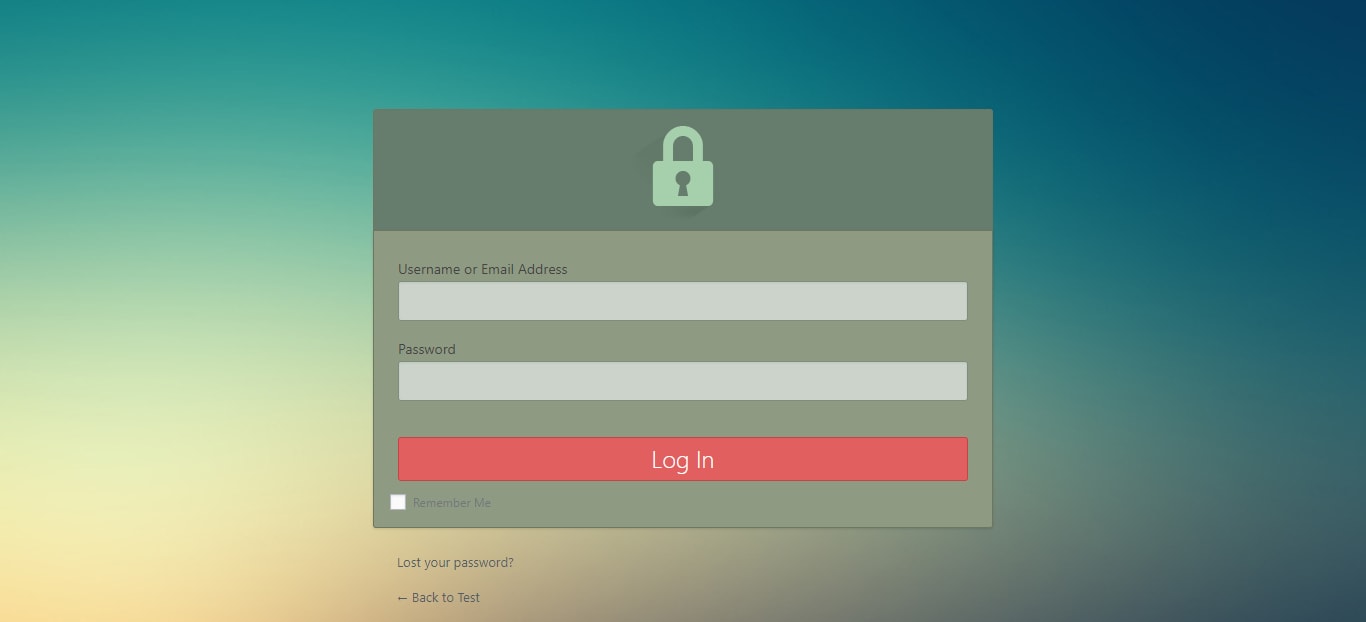 Username or Email Address
Password
Log In
Remember Me
Lost your password?
← Back to Test